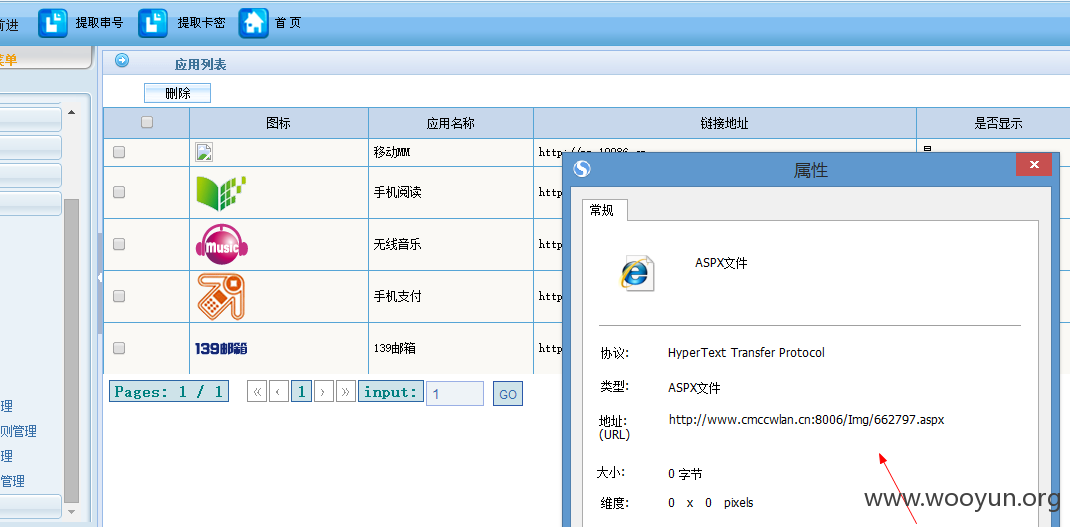 前进 提取串号 提取卡密 首 页
菜单
应用列表
删除
图标 应用名称 链接地址 是否显示
移动MM
手机阅读 http
music
无线音乐 http
手机支付 http
139邮箱 139邮箱 http
Pages: 1 / 1 « ‹ 1 › » input: 1 GO
理
则管理
理
管理
属性
常规
ASPX文件
协议: HyperText Transfer Protocol
类型: ASPX文件
地址: http://www.cmccwlan.cn:8006/Img/662797.aspx
(URL)
大小: 0 字节
维度: 0 x 0 pixels
www.wooyun.org